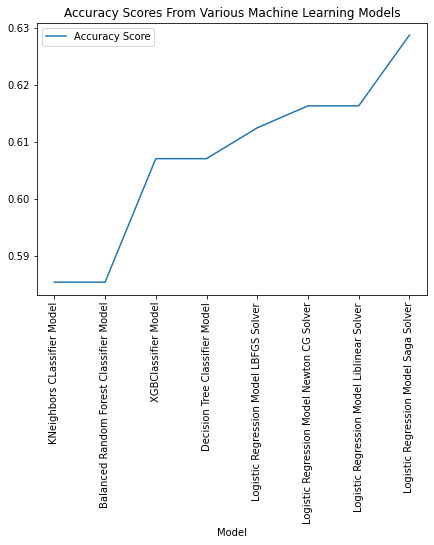 Accuracy Scores From Various Machine Learning Models
Accuracy Score
0.63
0.62
0.61
0.60
0.59
KNeighbors CLassifier Model
Balanced Random Forest Classifier Model
XGBClassifier Model
Decision Tree Classifier Model
Logistic Regression Model LBFGS Solver
Logistic Regression Model Newton CG Solver
Logistic Regression Model Liblinear Solver
Logistic Regression Model Saga Solver
Model